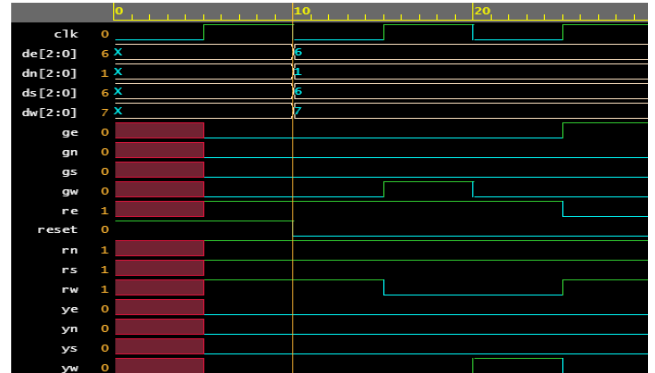 0 10 20
clk 0
de[2:0] 6 X 6
dn[2:0] 1 X 1
ds[2:0] 6 X 6
dw[2:0] 7 X 7
ge 0
gn 0
gs 0
gw 0
re 1
reset 0
rn 1
rs 1
rw 1
ye 0
yn 0
ys 0
yw 0